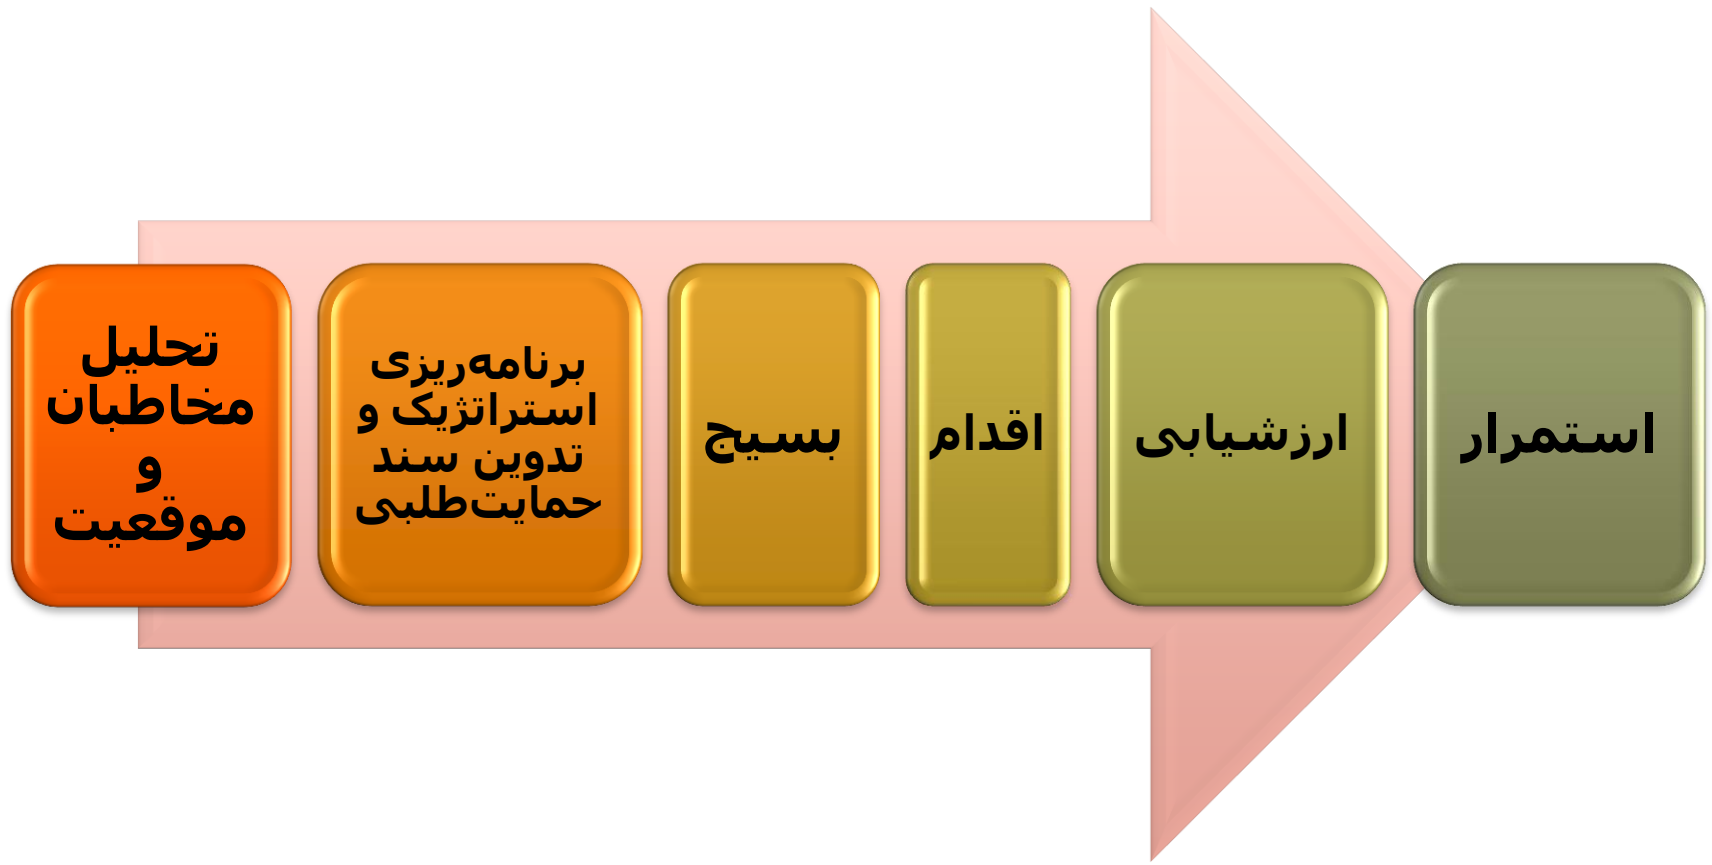 تحلیل
مخاطبان
و
موقعیت
برنامه‌ریزی
استراتژیک و
تدوین سند
حمایت‌طلبی
بسیج
اقدام
ارزشیابی
استمرار